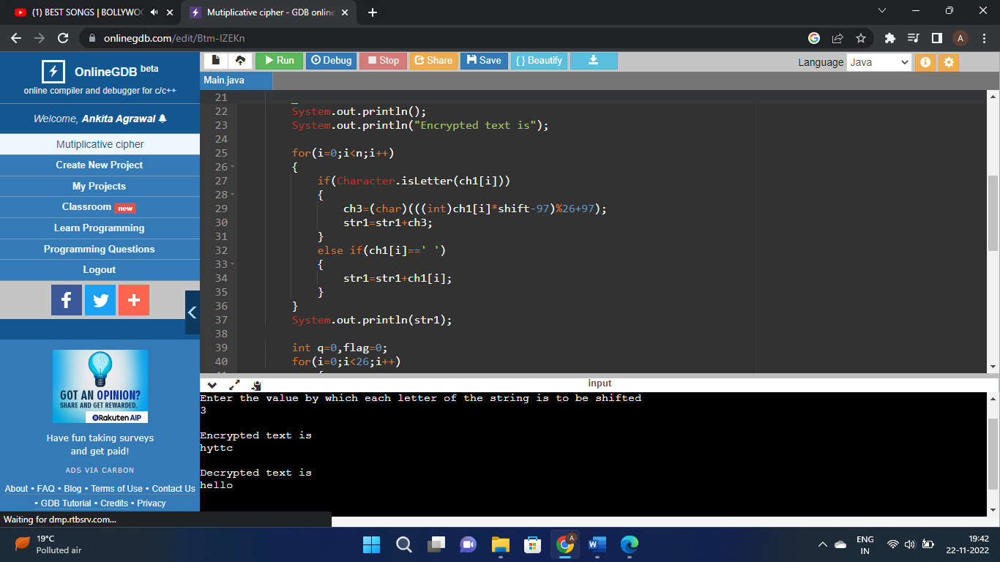 (1) BEST SONGS | BOLLYWOO
Mutiplicative cipher - GDB online
onlinegdb.com/edit/Btm-IZEKn
A
OnlineGDB beta
online compiler and debugger for c/c++
Welcome, Ankita Agrawal
Mutiplicative cipher
Create New Project
My Projects
Classroom new
Learn Programming
Programming Questions
Logout
GOT AN OPINION?
SHARE AND GET REWARDED.
Rakuten AIP
Have fun taking surveys
and get paid!
ADS VIA CARBON
About • FAQ • Blog • Terms of Use • Contact Us
• GDB Tutorial • Credits • Privacy
Waiting for dmp.rtbsrv.com...
Run Debug Stop Share Save { } Beautify
Language Java
Main.java
21
22 System.out.println();
23 System.out.println("Encrypted text is");
24
25 for(i=0;i<n;i++)
26 {
27 if(Character.isLetter(ch1[i]))
28 {
29 ch3=(char)(((int)ch1[i]*shift-97)%26+97);
30 str1=str1+ch3;
31 }
32 else if(ch1[i]==' ')
33 {
34 str1=str1+ch1[i];
35 }
36 }
37 System.out.println(str1);
38
39 int q=0,flag=0;
40 for(i=0;i<26;i++)
input
Enter the value by which each letter of the string is to be shifted
3
Encrypted text is
hyttc
Decrypted text is
hello
19°C
Polluted air
A
W
ENG
IN
19:42
22-11-2022